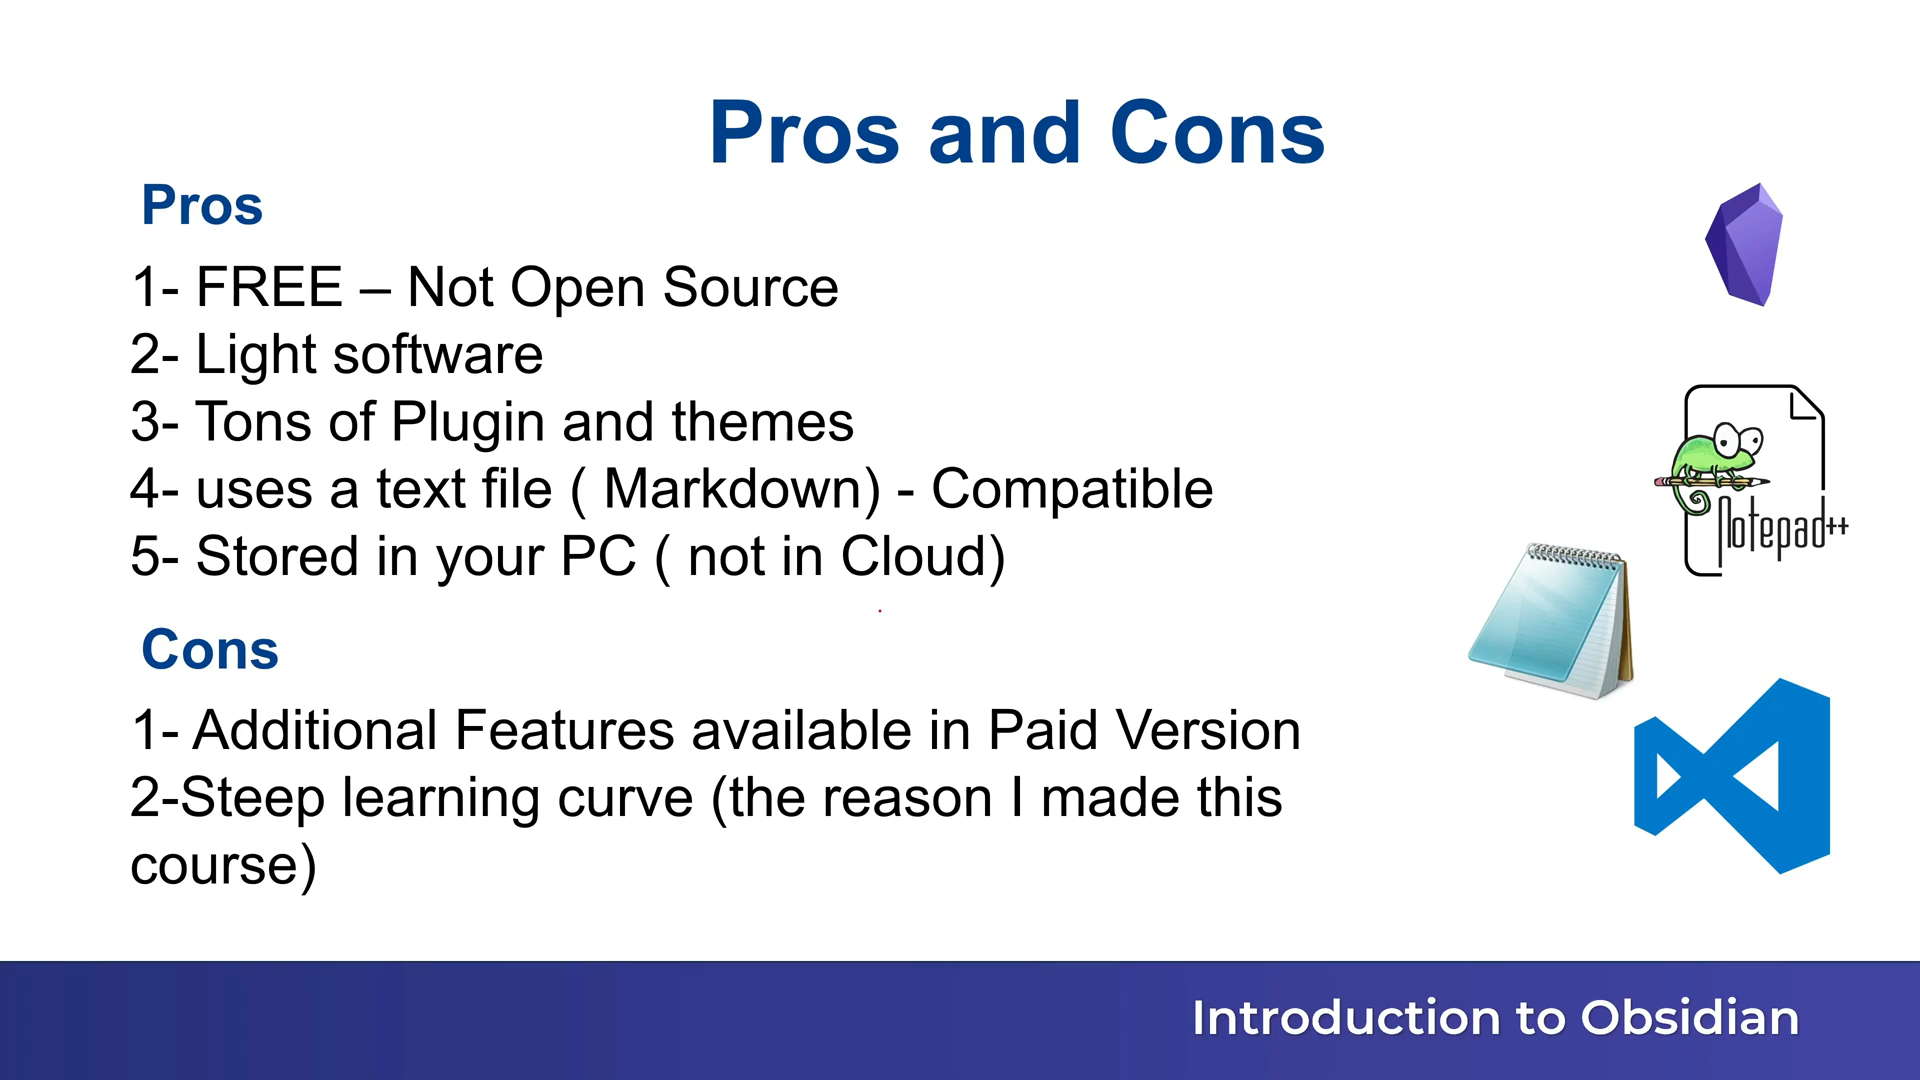 Pros and Cons
Pros
1- FREE – Not Open Source
2- Light software
3- Tons of Plugin and themes
4- uses a text file ( Markdown) - Compatible
5- Stored in your PC ( not in Cloud)
Notepad++
Cons
1- Additional Features available in Paid Version
2-Steep learning curve (the reason I made this
course)
Introduction to Obsidian